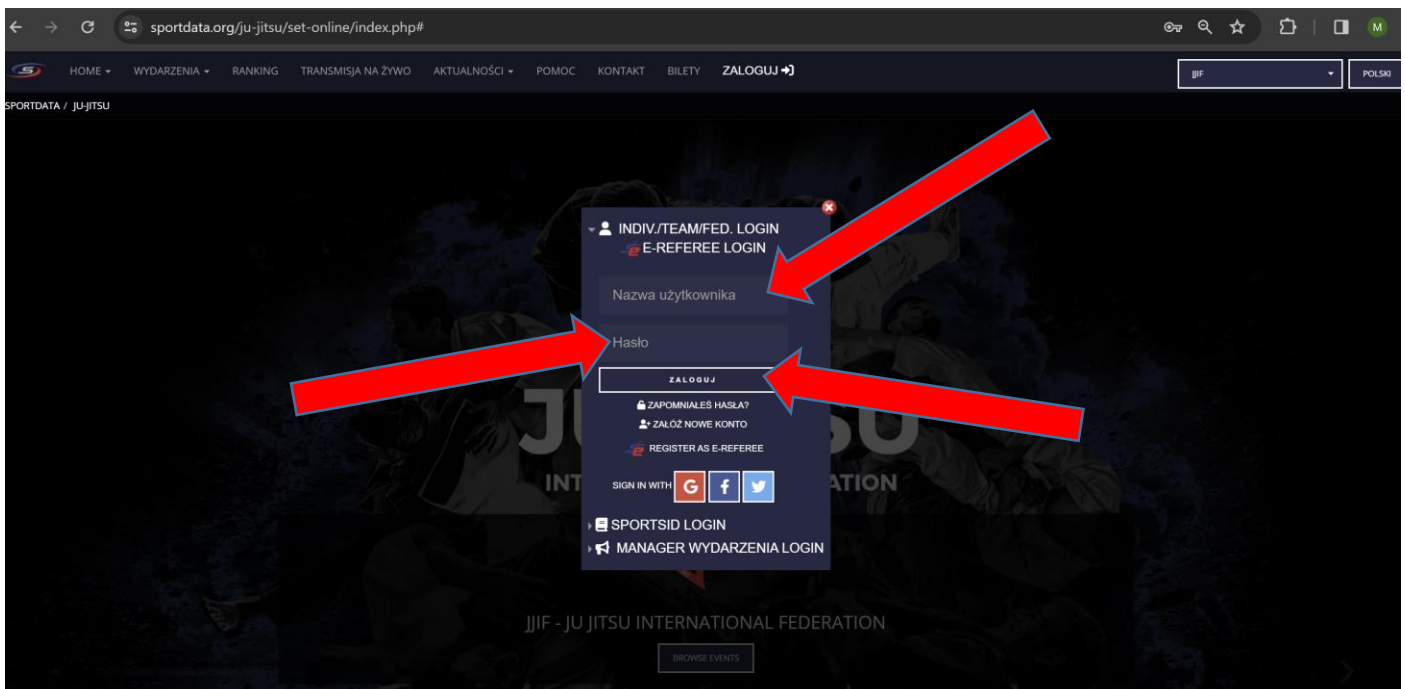 sportdata.org/ju-jitsu/set-online/index.php#
M
HOME WYDARZENIA RANKING TRANSMISJA NA ŻYWO AKTUALNOŚCI POMOC KONTAKT BILETY ZALOGUJ JJIF POLSKI
SPORTDATA / JU-JITSU
INDIV./TEAM/FED. LOGIN
e E-REFEREE LOGIN
Nazwa użytkownika
Hasło
ZALOGUJ
ZAPOMNIAŁEŚ HASŁA?
ZAŁÓŻ NOWE KONTO
e REGISTER AS E-REFEREE
SIGN IN WITH G f
SPORTSID LOGIN
MANAGER WYDARZENIA LOGIN
JJIF - JU JITSU INTERNATIONAL FEDERATION
BROWSE EVENTS